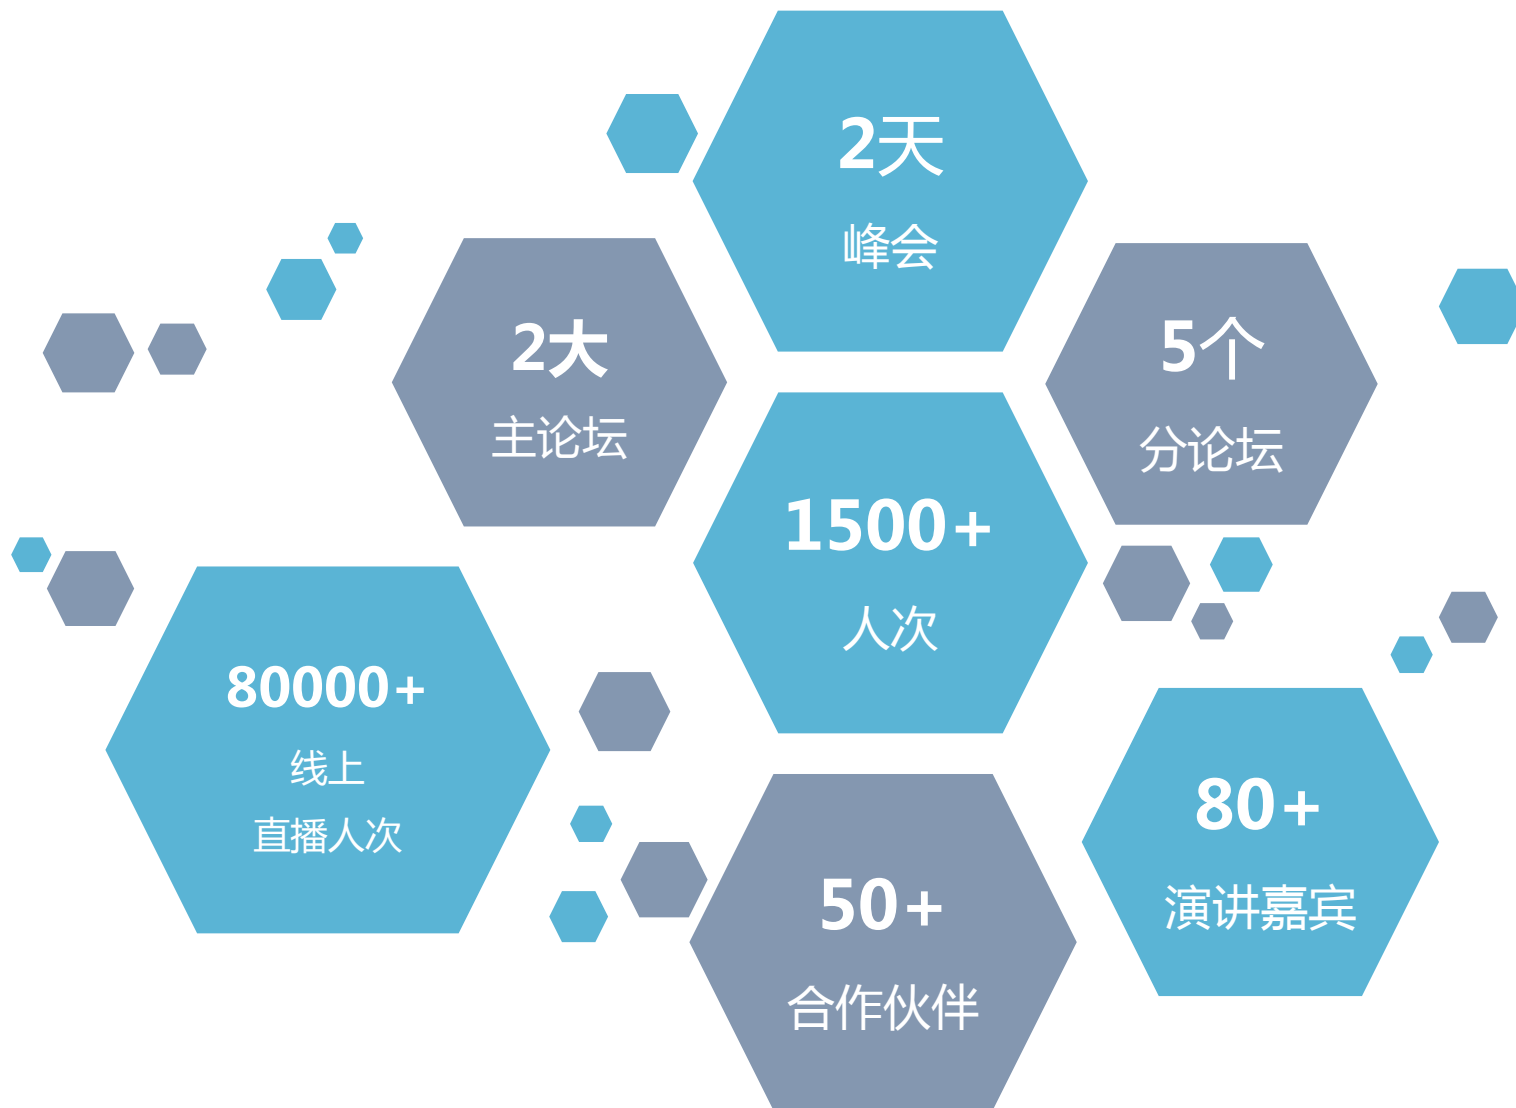 2天
峰会
2大
主论坛
5个
分论坛
1500+
人次
80000+
线上
直播人次
80+
演讲嘉宾
50+
合作伙伴